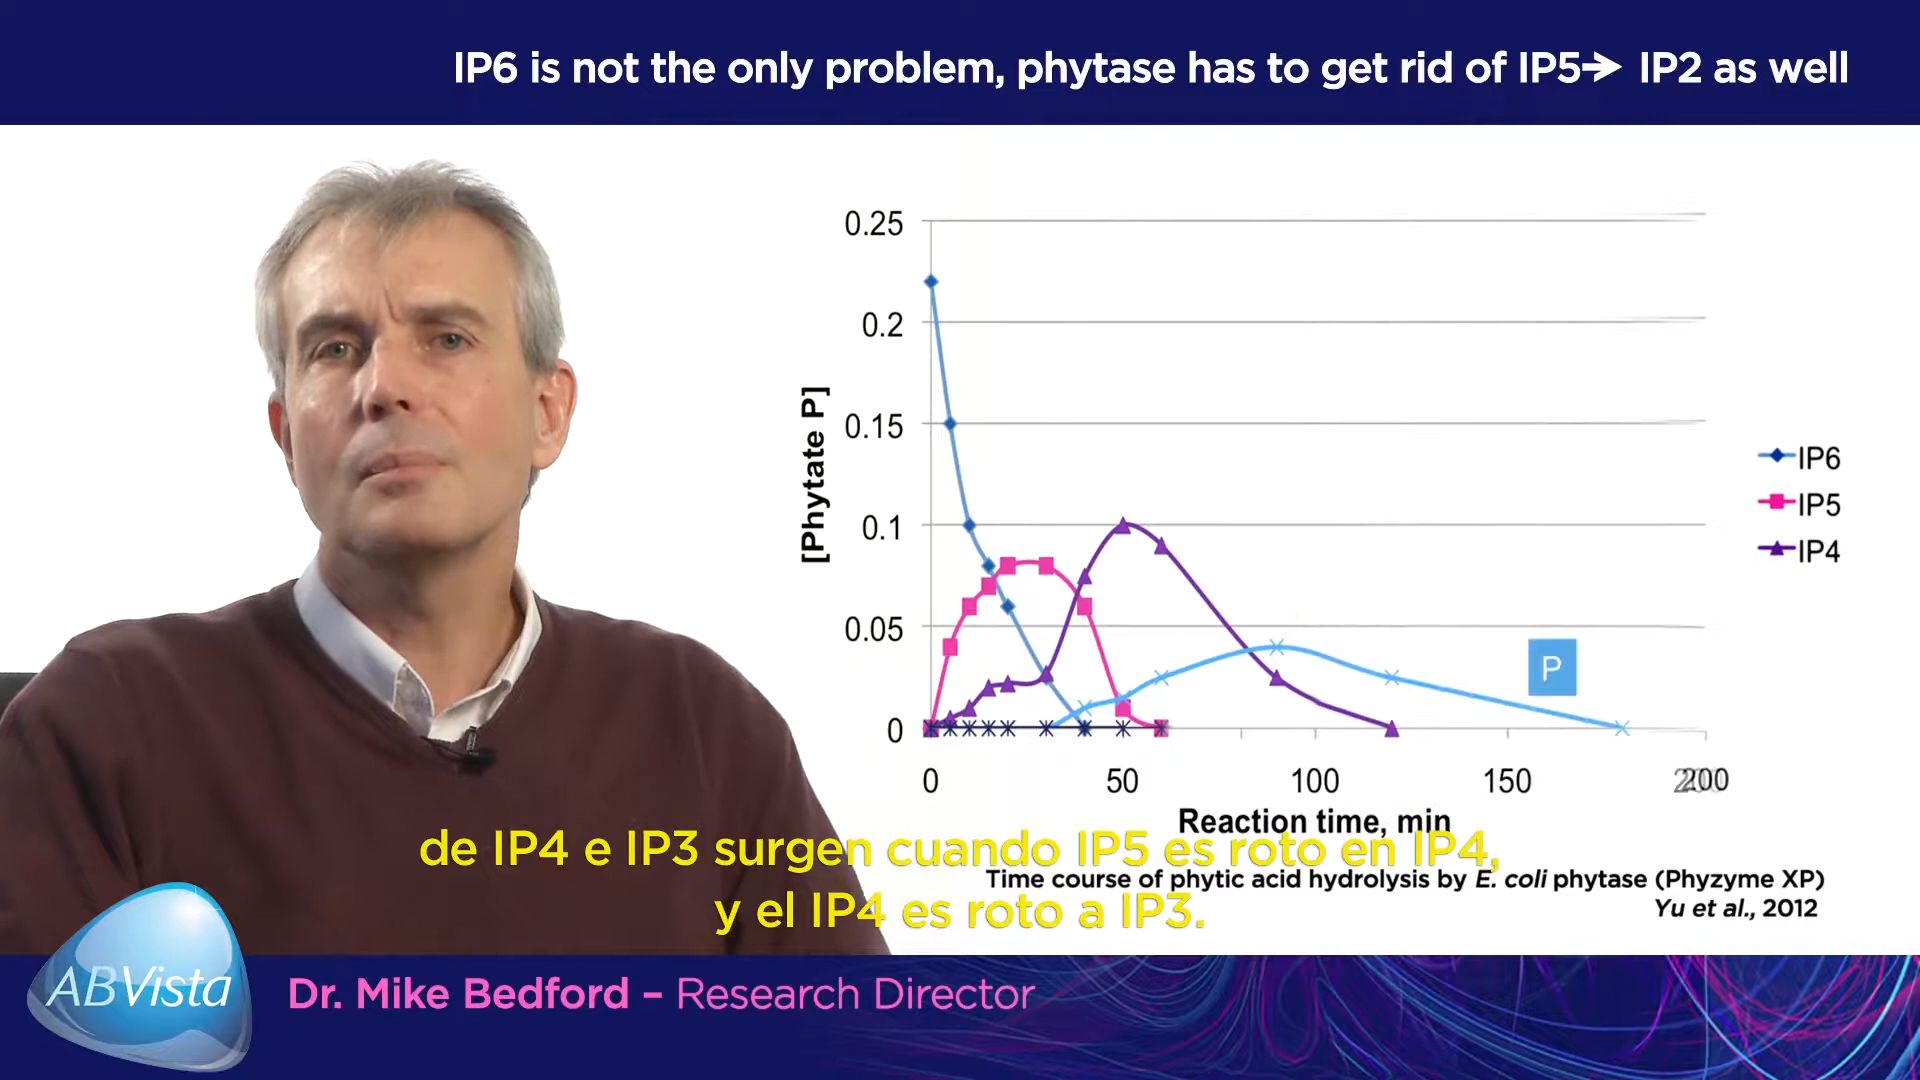 IP6 is not the only problem, phytase has to get rid of IP5→ IP2 as well
0.25
0.2
0.15
0.1
0.05
0
[Phytate P]
IP6
IP5
IP4
P
0 50 100 150 200
Reaction time, min
de IP4 e IP3 surgen cuando IP5 es roto en IP4,
y el IP4 es roto a IP3.
Time course of phytic acid hydrolysis by E. coli phytase (Phyzyme XP)
Yu et al., 2012
ABVista
Dr. Mike Bedford – Research Director